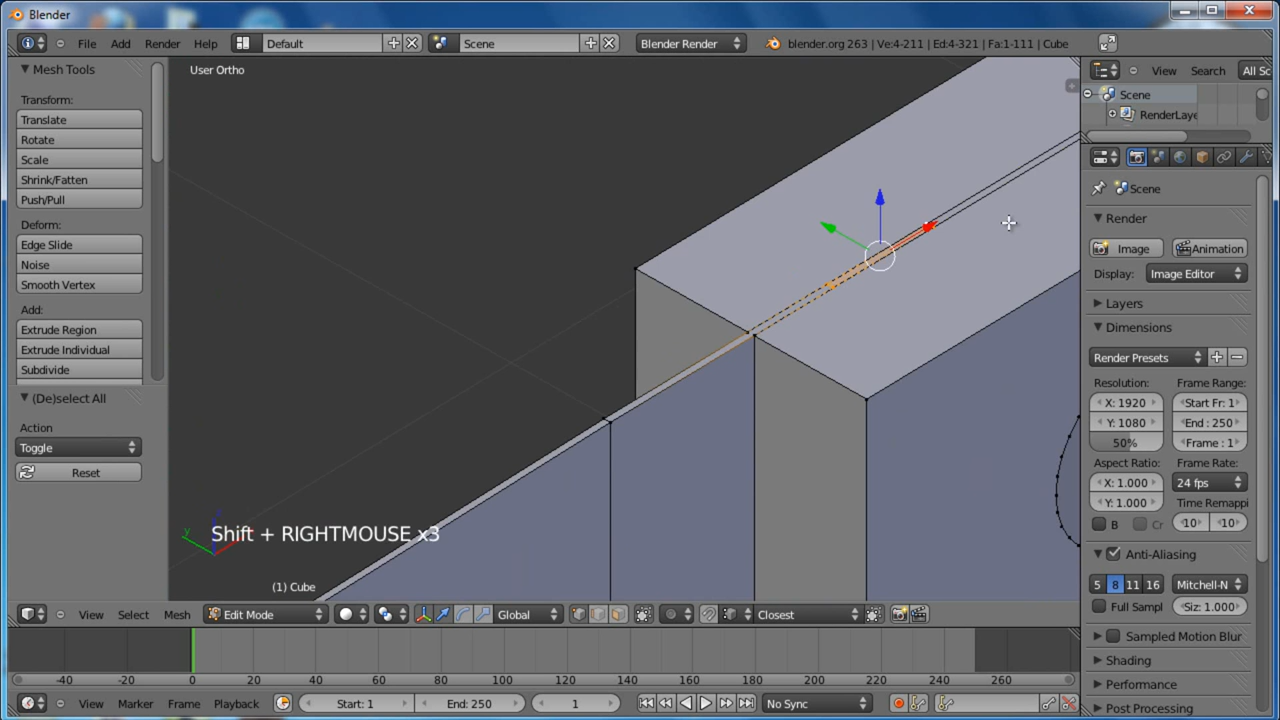 Blender
File Add Render Help Default Scene Blender Render blender.org 263 | Ve:4-211 | Ed:4-321 | Fa:1-111 | Cube
Mesh Tools
Transform:
Translate
Rotate
Scale
Shrink/Fatten
Push/Pull
Deform:
Edge Slide
Noise
Smooth Vertex
Add:
Extrude Region
Extrude Individual
Subdivide
(De)select All
Action
Toggle
Reset
User Ortho
z
y
Shift + RIGHTMOUSE x3
(1) Cube
View Select Mesh Edit Mode Global Closest
View Search All Sc
Scene
RenderLaye
Scene
Render
Image Animation
Display: Image Editor
Layers
Dimensions
Render Presets
Resolution: Frame Range:
X: 1920 Start Fr: 1
Y: 1080 End : 250
50% Frame : 1
Aspect Ratio: Frame Rate:
X: 1.000 24 fps
Y: 1.000 Time Remappi
B Cr 10 10
Anti-Aliasing
5 8 11 16 Mitchell-N
Full Sampl Siz: 1.000
Sampled Motion Blur
Shading
Performance
Post Processing
-40 -20 0 20 40 60 80 100 120 140 160 180 200 220 240 260
View Marker Frame Playback Start: 1 End: 250 1 No Sync